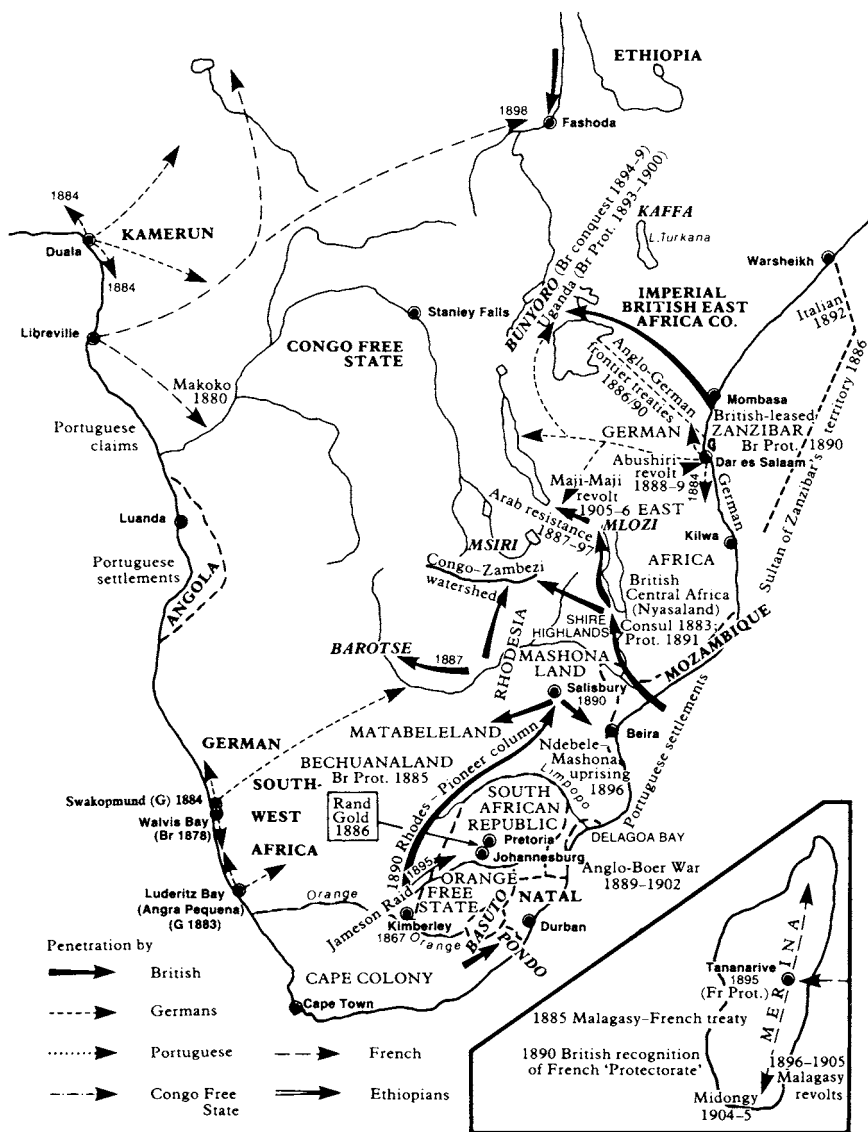 ETHIOPIA
1898
Fashoda
1884
KAMERUN
Duala
1884
KAFFA
L.Turkana
BUNYORO (Br conquest 1894–9)
Uganda (Br Prot. 1893–1900)
Warsheikh
Stanley Falls
IMPERIAL
BRITISH EAST
AFRICA CO.
Italian
1892
Libreville
CONGO FREE
STATE
Makoko
1880
Anglo-German
frontier treaties
1886/90
Mombasa
British-leased
ZANZIBAR
Br Prot. 1890
Portuguese
claims
GERMAN
Sultan of Zanzibar's territory 1886
Abushiri
revolt
1888–9
Dar es Salaam
1884
German
Maji-Maji
revolt
1905–6
EAST
Arab resistance
1887–97
MLOZI
Luanda
MSIRI
Kilwa
Congo–Zambezi
watershed
AFRICA
Portuguese
settlements
ANGOLA
British
Central Africa
(Nyasaland)
Consul 1883;
Prot. 1891
SHIRE
HIGHLANDS
BAROTSE
1887
RHODESIA
MASHONA
LAND
MOZAMBIQUE
Salisbury
1890
Portuguese settlements
MATABELELAND
Beira
GERMAN
SOUTH-
WEST
AFRICA
BECHUANALAND
Br Prot. 1885
1890 Rhodes–Pioneer column
Ndebele–
Mashona
uprising
1896
Limpopo
Swakopmund (G) 1884
Walvis Bay
(Br 1878)
Rand
Gold
1886
SOUTH
AFRICAN
REPUBLIC
Pretoria
Johannesburg
DELAGOA BAY
Anglo-Boer War
1889–1902
Jameson Raid 1895
ORANGE
FREE
STATE
NATAL
Luderitz Bay
(Angra Pequena)
(G 1883)
Orange
Kimberley
1867
Orange
BASUTO
PONDO
Durban
CAPE COLONY
Cape Town
Penetration by
British
Germans
Portuguese
French
Congo Free
State
Ethiopians
MERINA
Tananarive
1895
(Fr Prot.)
1885 Malagasy–French treaty
1890 British recognition
of French 'Protectorate'
1896–1905
Malagasy
revolts
Midongy
1904–5